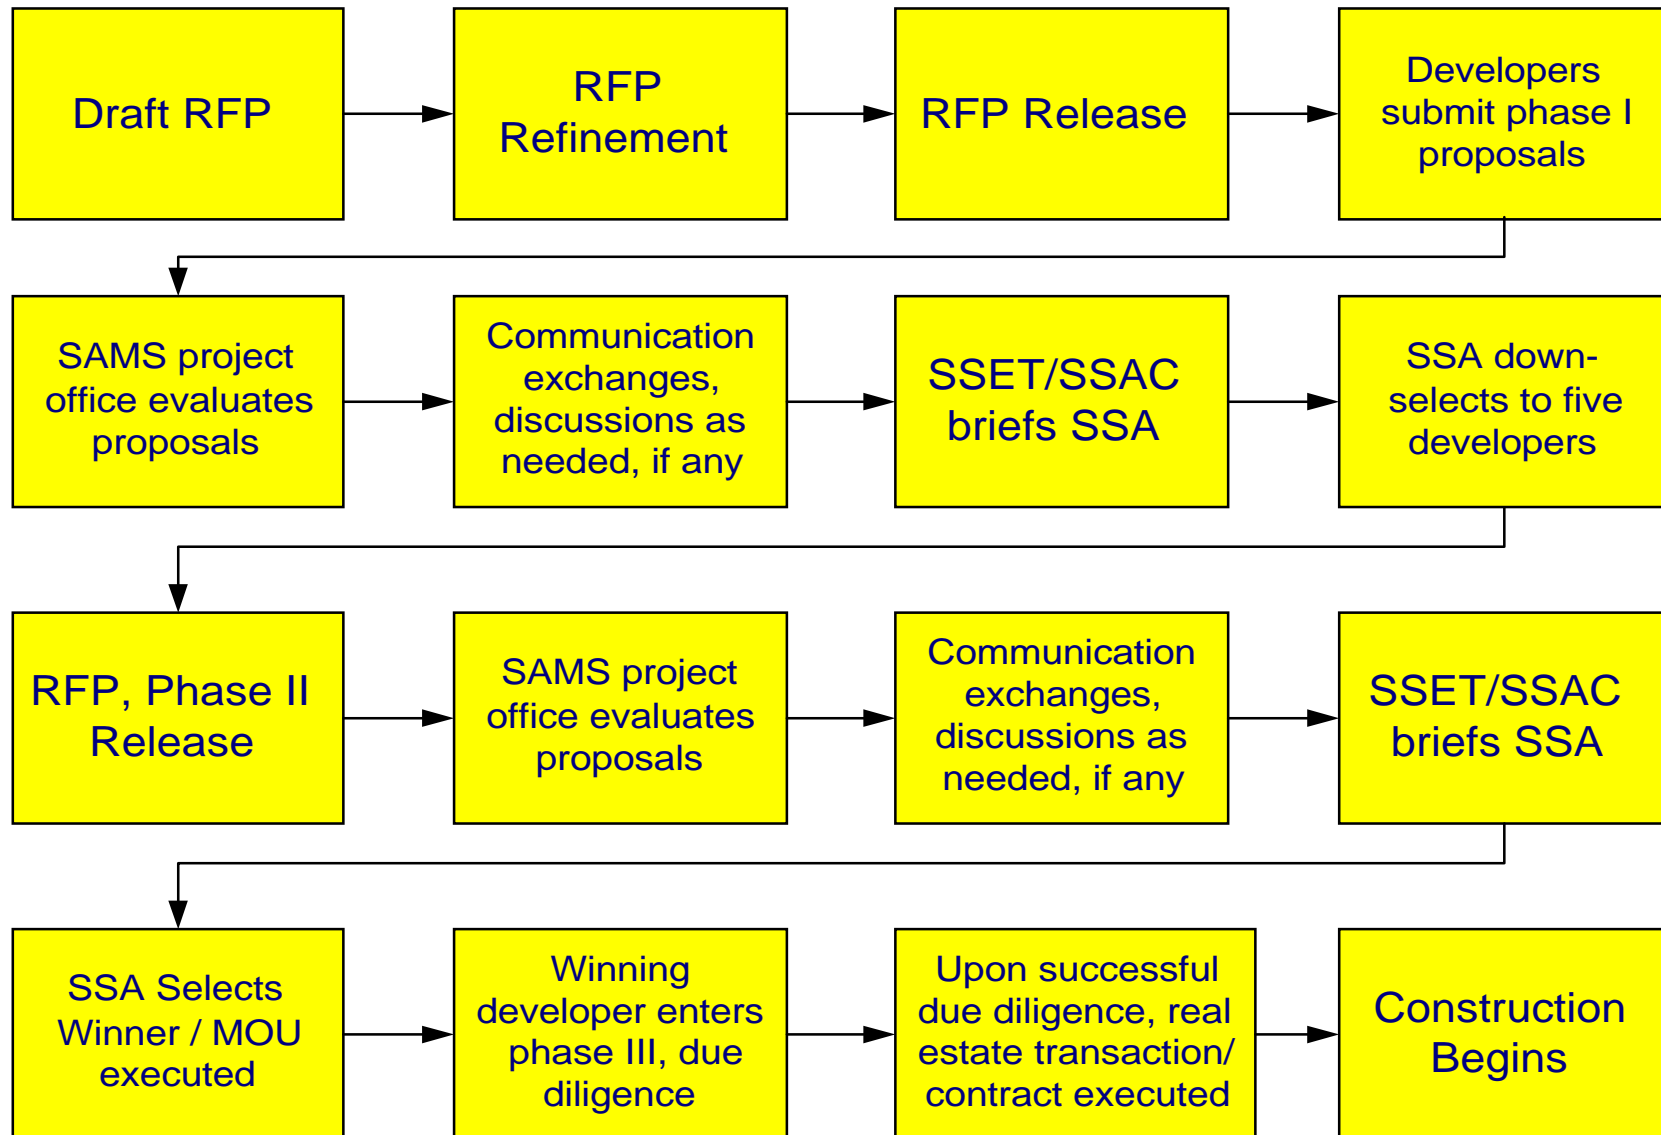 Draft RFP
RFP
Refinement
RFP Release
Developers
submit phase I
proposals
SAMS project
office evaluates
proposals
Communication
exchanges,
discussions as
needed, if any
SSET/SSAC
briefs SSA
SSA down-
selects to five
developers
RFP, Phase II
Release
SAMS project
office evaluates
proposals
Communication
exchanges,
discussions as
needed, if any
SSET/SSAC
briefs SSA
SSA Selects
Winner / MOU
executed
Winning
developer enters
phase III, due
diligence
Upon successful
due diligence, real
estate transaction/
contract executed
Construction
Begins